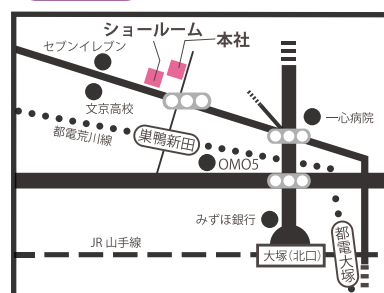 ショールーム
本社
セブンイレブン
文京高校
一心病院
都電荒川線
巣鴨新田
OMO5
みずほ銀行
都電大塚
JR 山手線
大塚(北口)